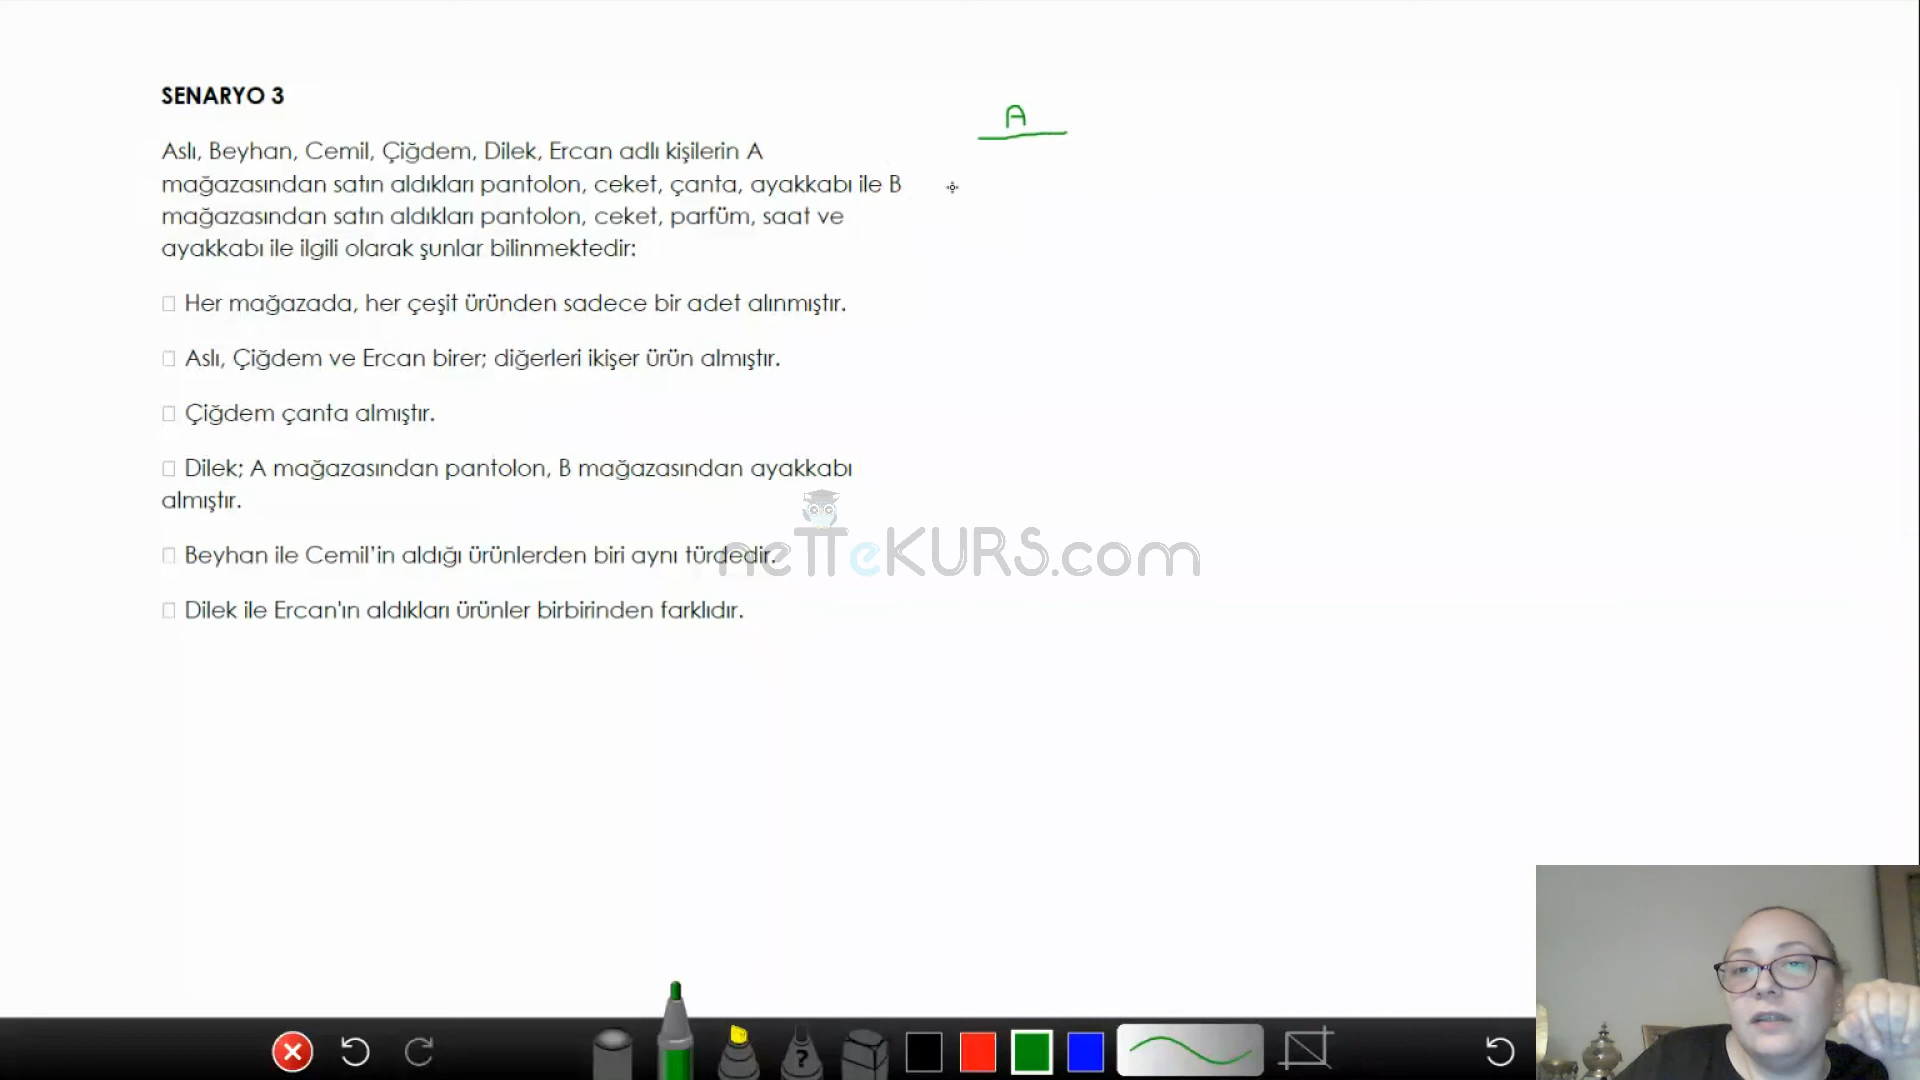 SENARYO 3
A
Aslı, Beyhan, Cemil, Çiğdem, Dilek, Ercan adlı kişilerin A
mağazasından satın aldıkları pantolon, ceket, çanta, ayakkabı ile B
mağazasından satın aldıkları pantolon, ceket, parfüm, saat ve
ayakkabı ile ilgili olarak şunlar bilinmektedir:
Her mağazada, her çeşit üründen sadece bir adet alınmıştır.
Aslı, Çiğdem ve Ercan birer; diğerleri ikişer ürün almıştır.
Çiğdem çanta almıştır.
Dilek; A mağazasından pantolon, B mağazasından ayakkabı
almıştır.
Beyhan ile Cemil'in aldığı ürünlerden biri aynı türdedir.
netteKURS.com
Dilek ile Ercan'ın aldıkları ürünler birbirinden farklıdır.
?